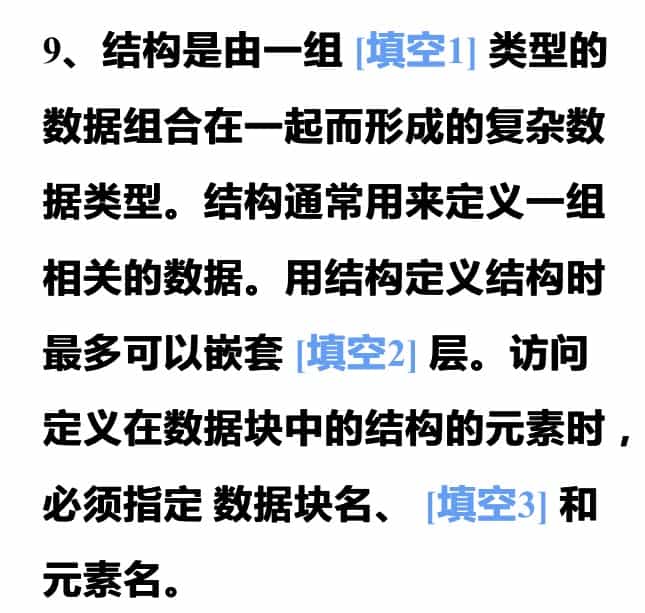 9、结构是由一组 [填空1] 类型的
数据组合在一起而形成的复杂数
据类型。结构通常用来定义一组
相关的数据。用结构定义结构时
最多可以嵌套 [填空2] 层。访问
定义在数据块中的结构的元素时，
必须指定 数据块名、 [填空3] 和
元素名。